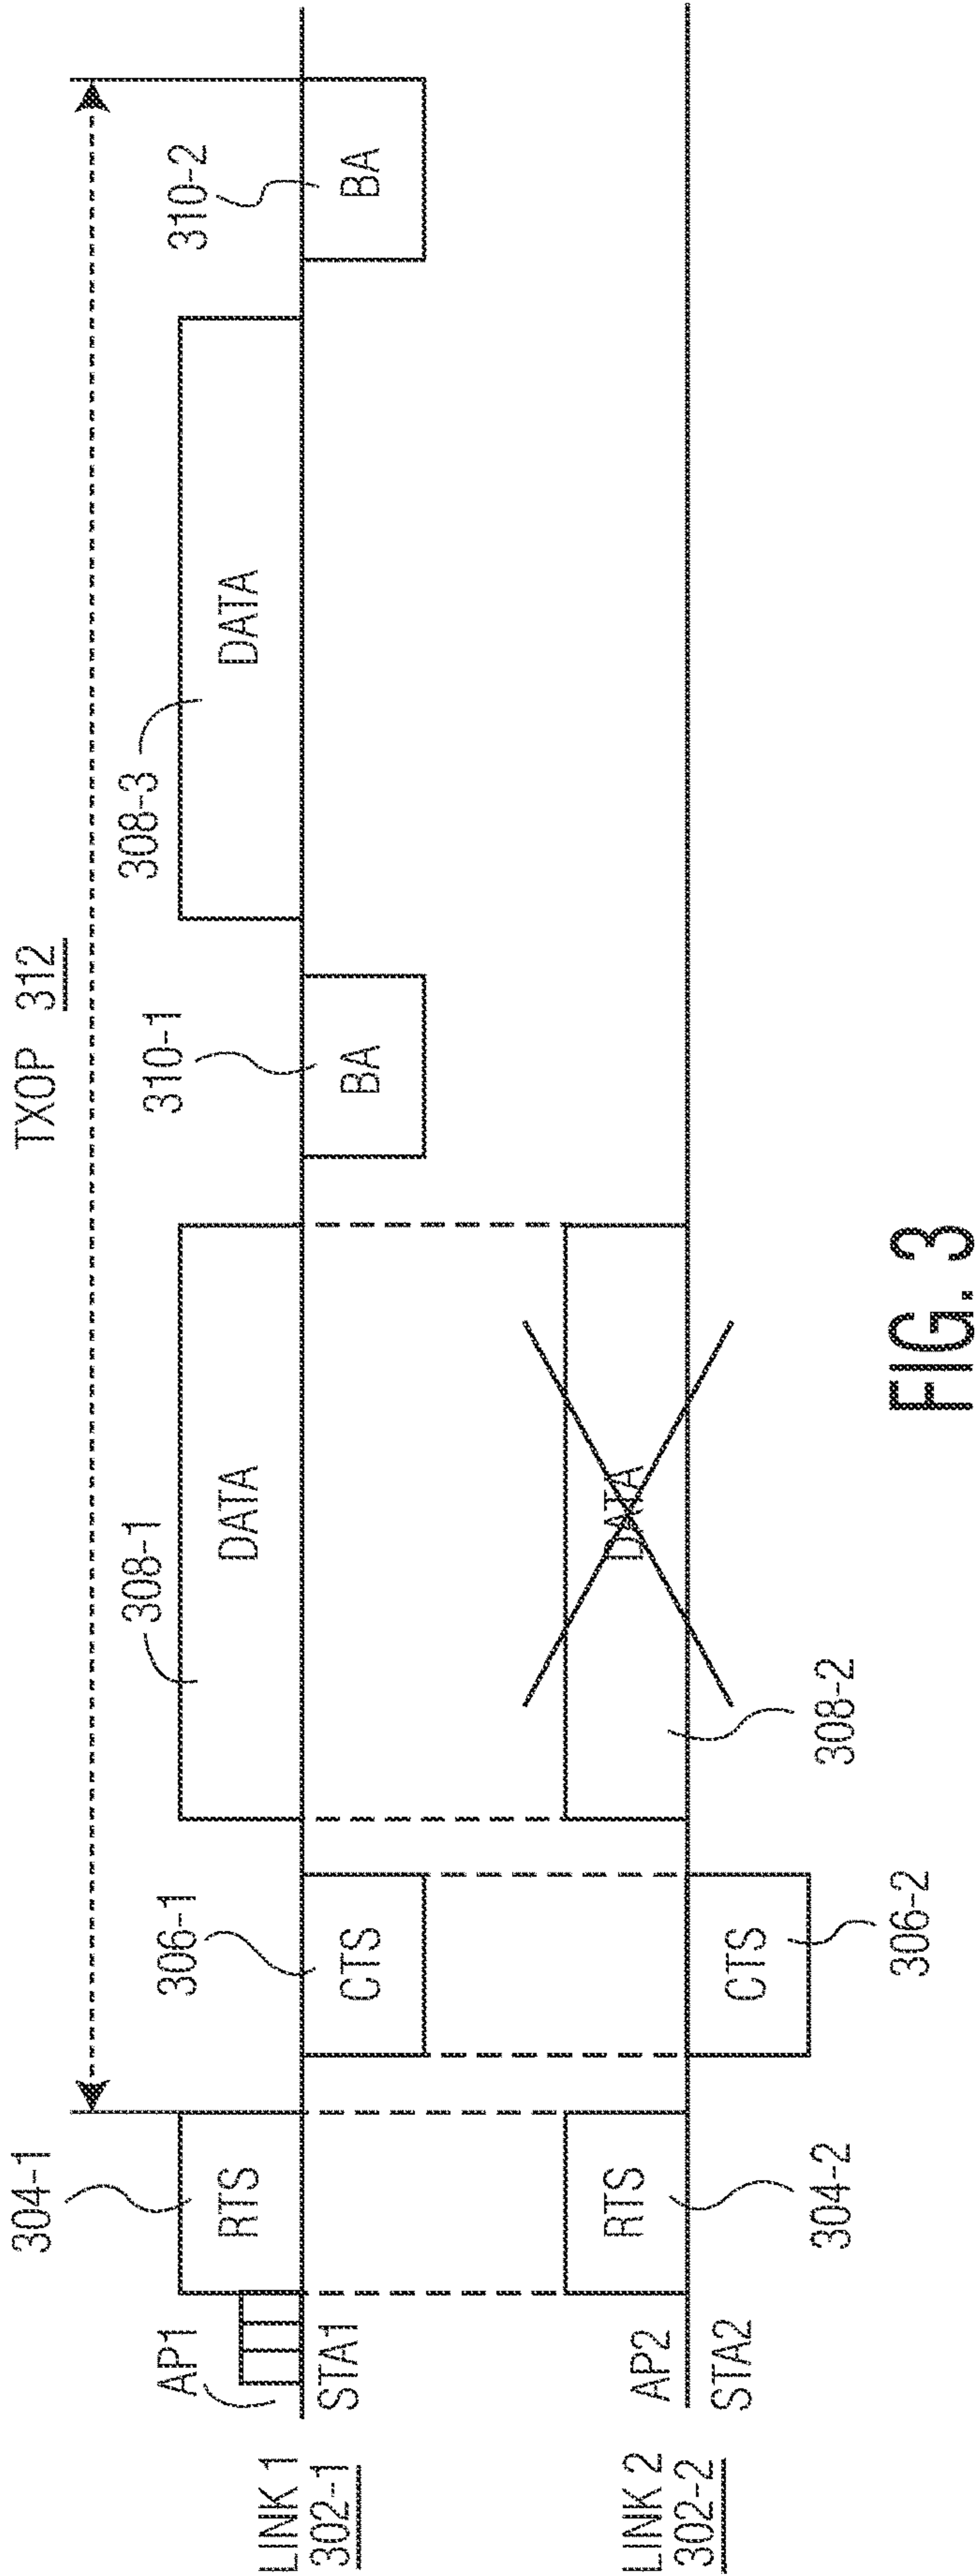 TXOP 312
304-1
306-1
308-1
310-1
308-3
310-2
AP1
RTS
DATA
DATA
LINK 1
302-1
STA1
CTS
BA
BA
LINK 2
302-2
AP2
RTS
DATA
STA2
CTS
304-2
306-2
308-2
FIG. 3